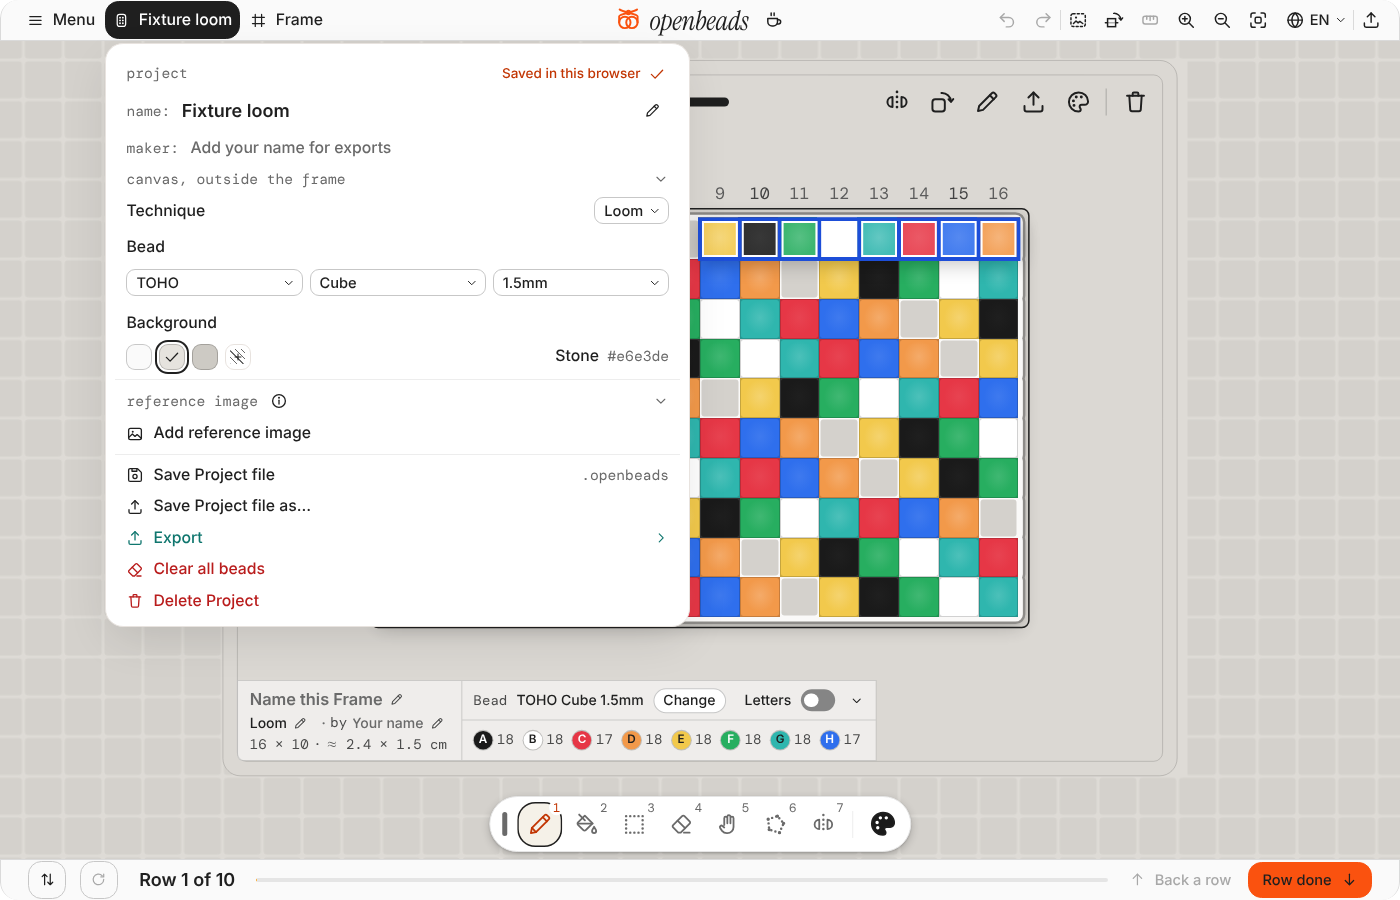 Menu
Fixture loom
Frame
openbeads
EN
project
Saved in this browser
name: Fixture loom
maker: Add your name for exports
canvas, outside the frame
Technique
Loom
Bead
TOHO
Cube
1.5mm
Background
Stone #e6e3de
reference image
Add reference image
Save Project file
.openbeads
Save Project file as...
Export
Clear all beads
Delete Project
9 10 11 12 13 14 15 16
Name this Frame
Loom · by Your name
16 × 10 · ≈ 2.4 × 1.5 cm
Bead TOHO Cube 1.5mm Change Letters
A 18 B 18 C 17 D 18 E 18 F 18 G 18 H 17
1 2 3 4 5 6 7
Row 1 of 10
Back a row
Row done